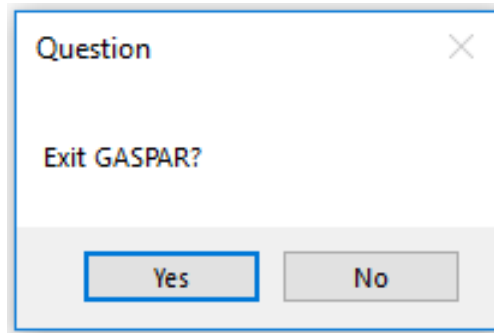 Question
Exit GASPAR?
Yes No